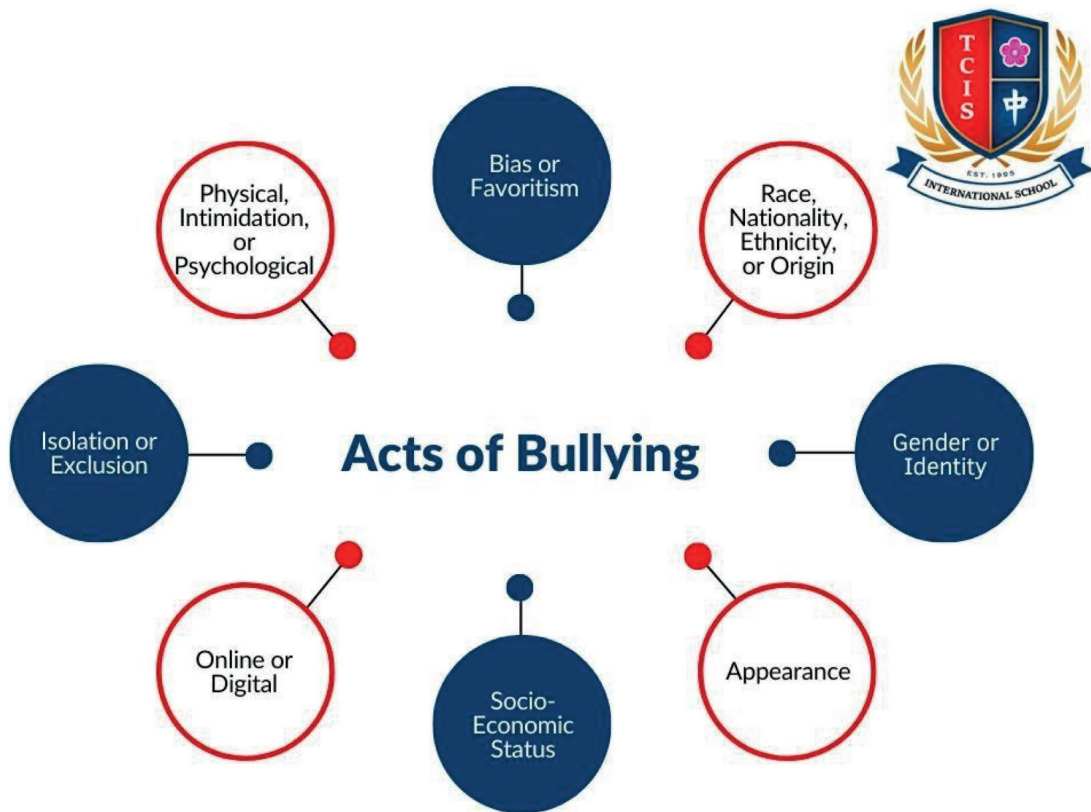 T
C
I
S
中
EST. 1995
INTERNATIONAL SCHOOL
Bias or
Favoritism
Physical,
Intimidation,
or
Psychological
Race,
Nationality,
Ethnicity,
or Origin
Isolation or
Exclusion
Acts of Bullying
Gender or
Identity
Online or
Digital
Socio-
Economic
Status
Appearance